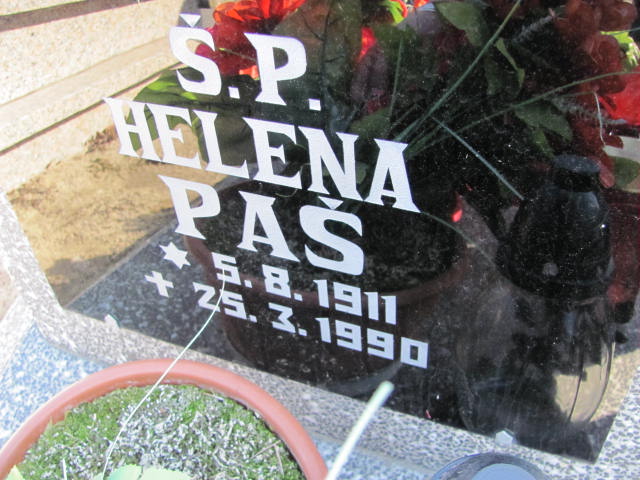 Š.P.
HELENA
PAŠ
✶ 5. 8. 1911
+ 25. 3. 1990